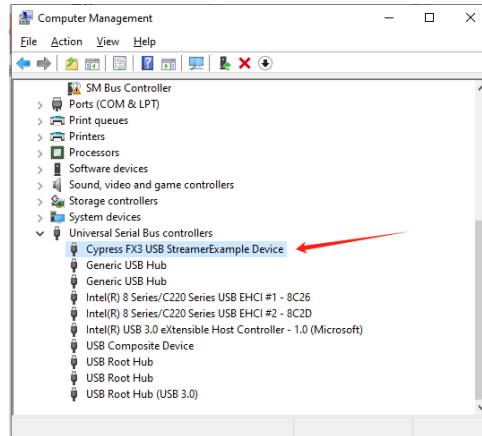 Computer Management
File Action View Help
SM Bus Controller
Ports (COM & LPT)
Print queues
Printers
Processors
Software devices
Sound, video and game controllers
Storage controllers
System devices
Universal Serial Bus controllers
Cypress FX3 USB StreamerExample Device
Generic USB Hub
Generic USB Hub
Intel(R) 8 Series/C220 Series USB EHCI #1 - 8C26
Intel(R) 8 Series/C220 Series USB EHCI #2 - 8C2D
Intel(R) USB 3.0 eXtensible Host Controller - 1.0 (Microsoft)
USB Composite Device
USB Root Hub
USB Root Hub
USB Root Hub (USB 3.0)